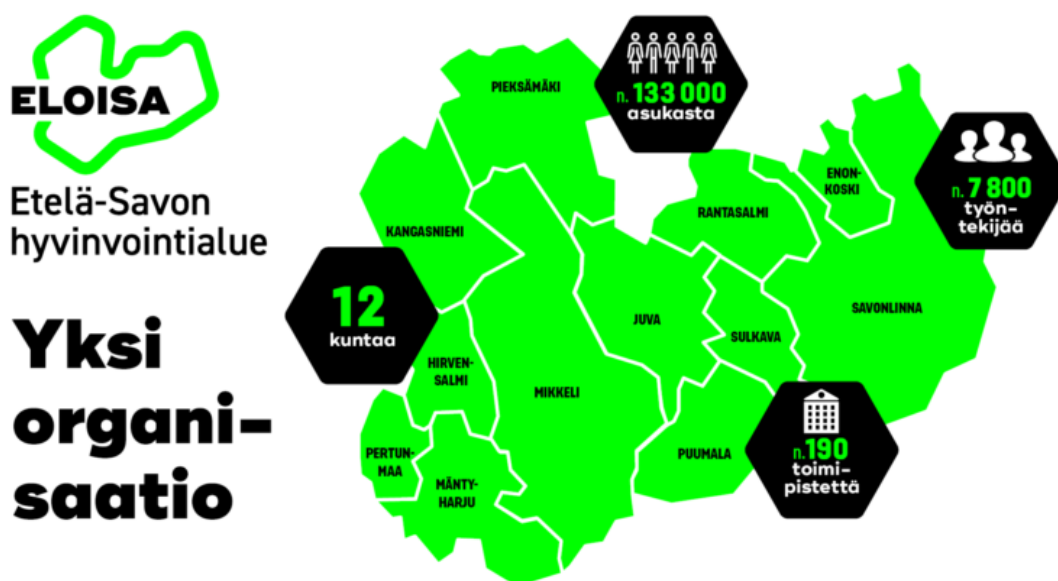 ELOISA
Etelä-Savon
hyvinvointialue
Yksi
organi-
saatio
PIEKSÄMÄKI
n. 133 000
asukasta
ENON-
KOSKI
n. 7 800
työn-
tekijää
RANTASALMI
KANGASNIEMI
12
kuntaa
JUVA
SULKAVA
SAVONLINNA
HIRVEN-
SALMI
MIKKELI
PERTUN-
MAA
MÄNTY-
HARJU
PUUMALA
n.190
toimi-
pistettä